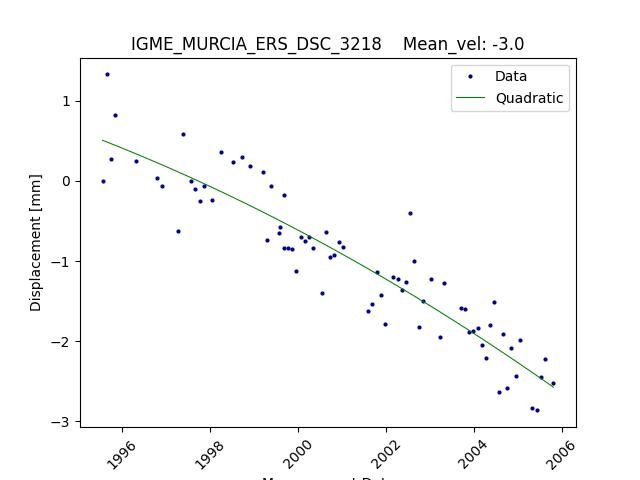 IGME_MURCIA_ERS_DSC_3218    Mean_vel: -3.0
Data
Quadratic
Displacement [mm]
1
0
−1
−2
−3
1996
1998
2000
2002
2004
2006